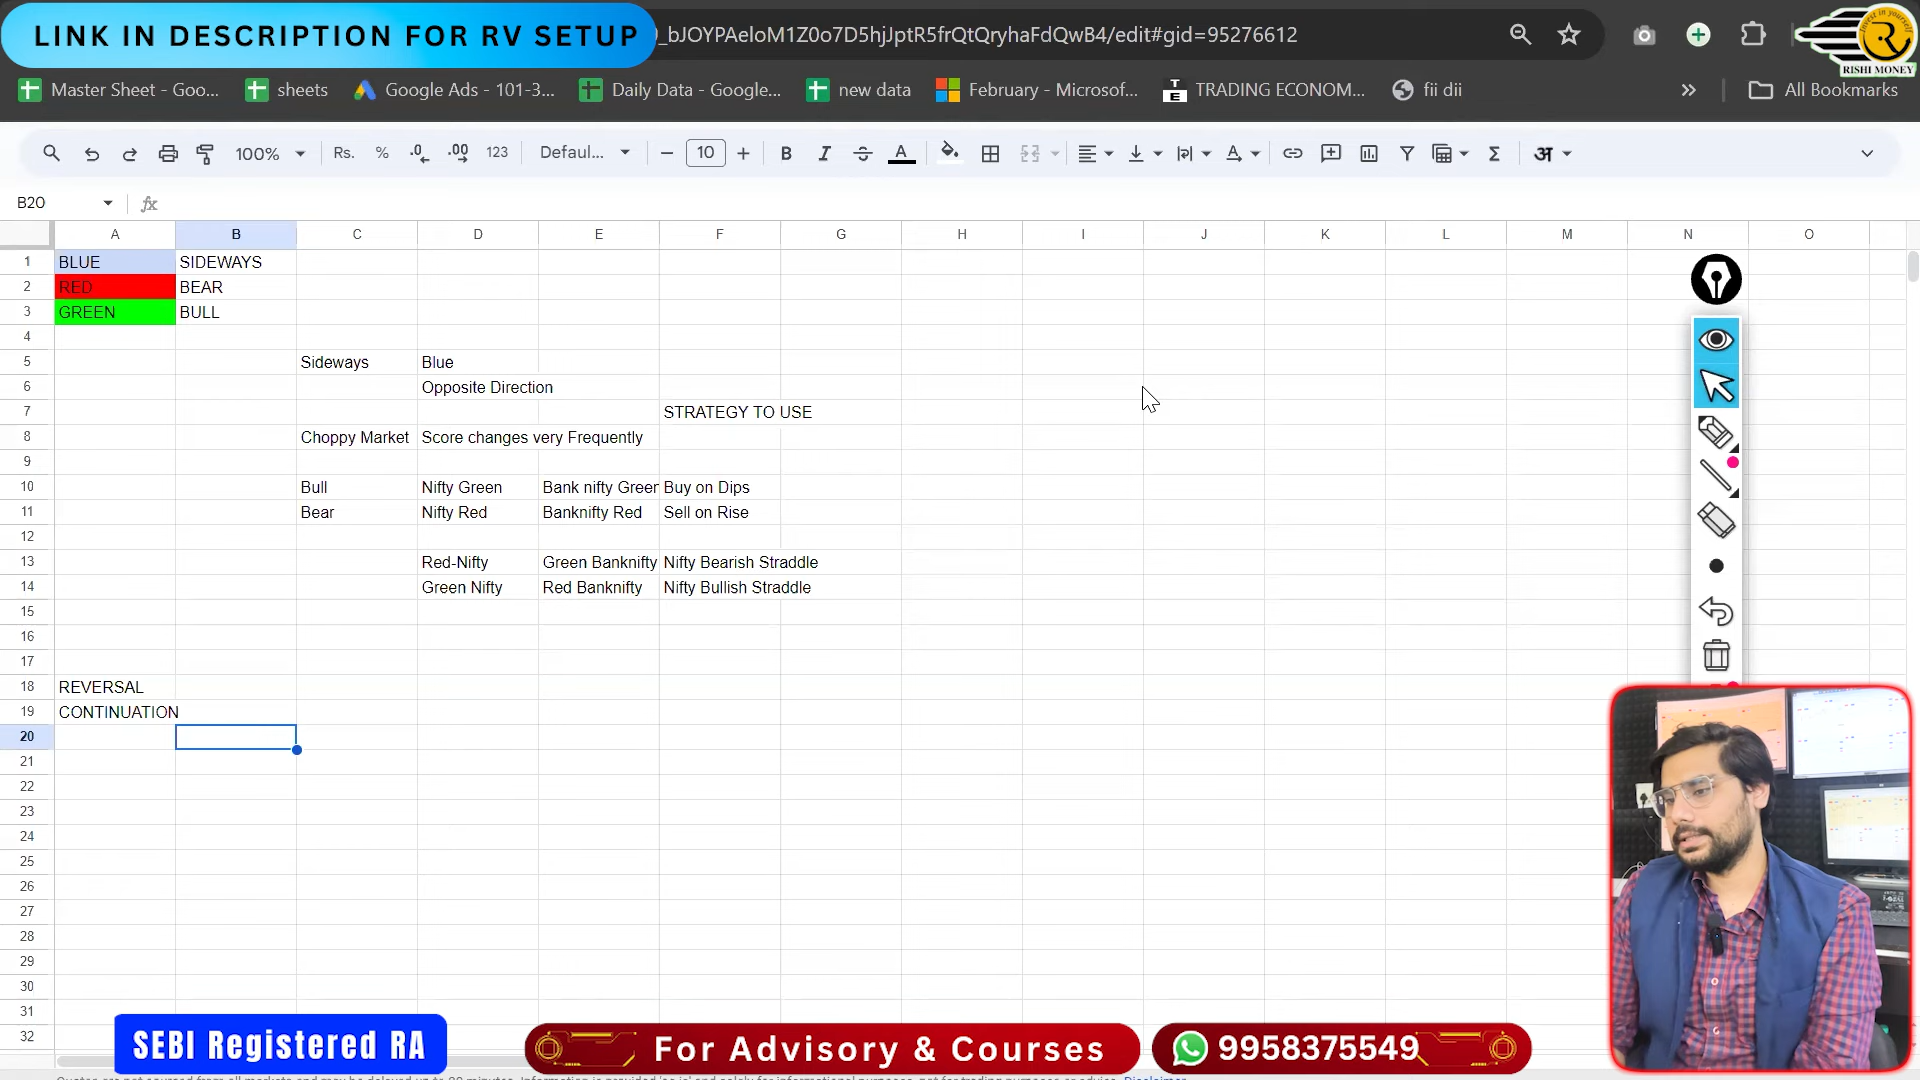 LINK IN DESCRIPTION FOR RV SETUP
_bJOYPAeloM1Z0o7D5hjJptR5frQtQryhaFdQwB4/edit#gid=95276612
Invest in yourself
RISHI MONEY
Master Sheet - Goo...
sheets
Google Ads - 101-3...
Daily Data - Google...
new data
February - Microsof...
TE
TRADING ECONOM...
fii dii
»
All Bookmarks
100%
Rs.
%
.0
.00
123
Defaul...
10
B
I
A
Σ
अ
B20
fx
A B C D E F G H I J K L M N O
1 BLUE SIDEWAYS
2 RED BEAR
3 GREEN BULL
4
5 Sideways Blue
6 Opposite Direction
7 STRATEGY TO USE
8 Choppy Market Score changes very Frequently
9
10 Bull Nifty Green Bank nifty Green Buy on Dips
11 Bear Nifty Red Banknifty Red Sell on Rise
12
13 Red-Nifty Green Banknifty Nifty Bearish Straddle
14 Green Nifty Red Banknifty Nifty Bullish Straddle
15
16
17
18 REVERSAL
19 CONTINUATION
20
21
22
23
24
25
26
27
28
29
30
31
32
SEBI Registered RA
For Advisory & Courses
9958375549